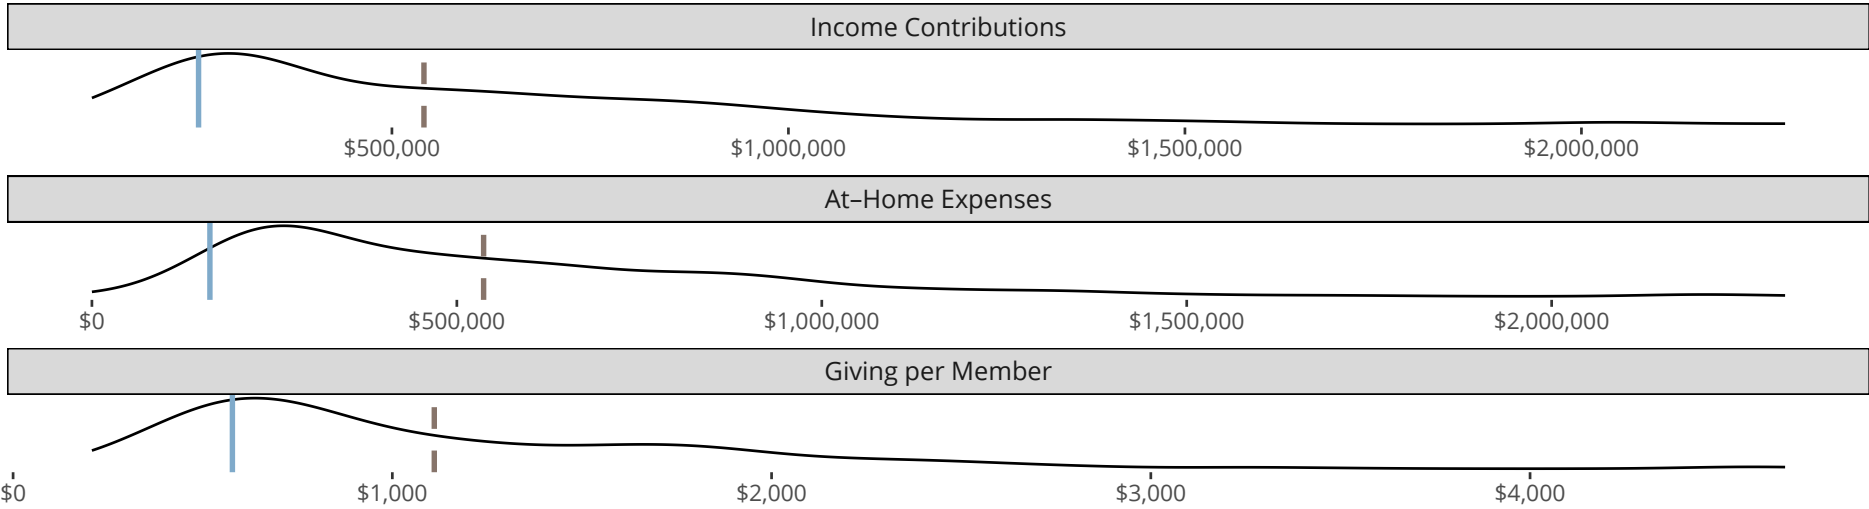 Income Contributions
$500,000 $1,000,000 $1,500,000 $2,000,000
At–Home Expenses
$0 $500,000 $1,000,000 $1,500,000 $2,000,000
Giving per Member
$0 $1,000 $2,000 $3,000 $4,000